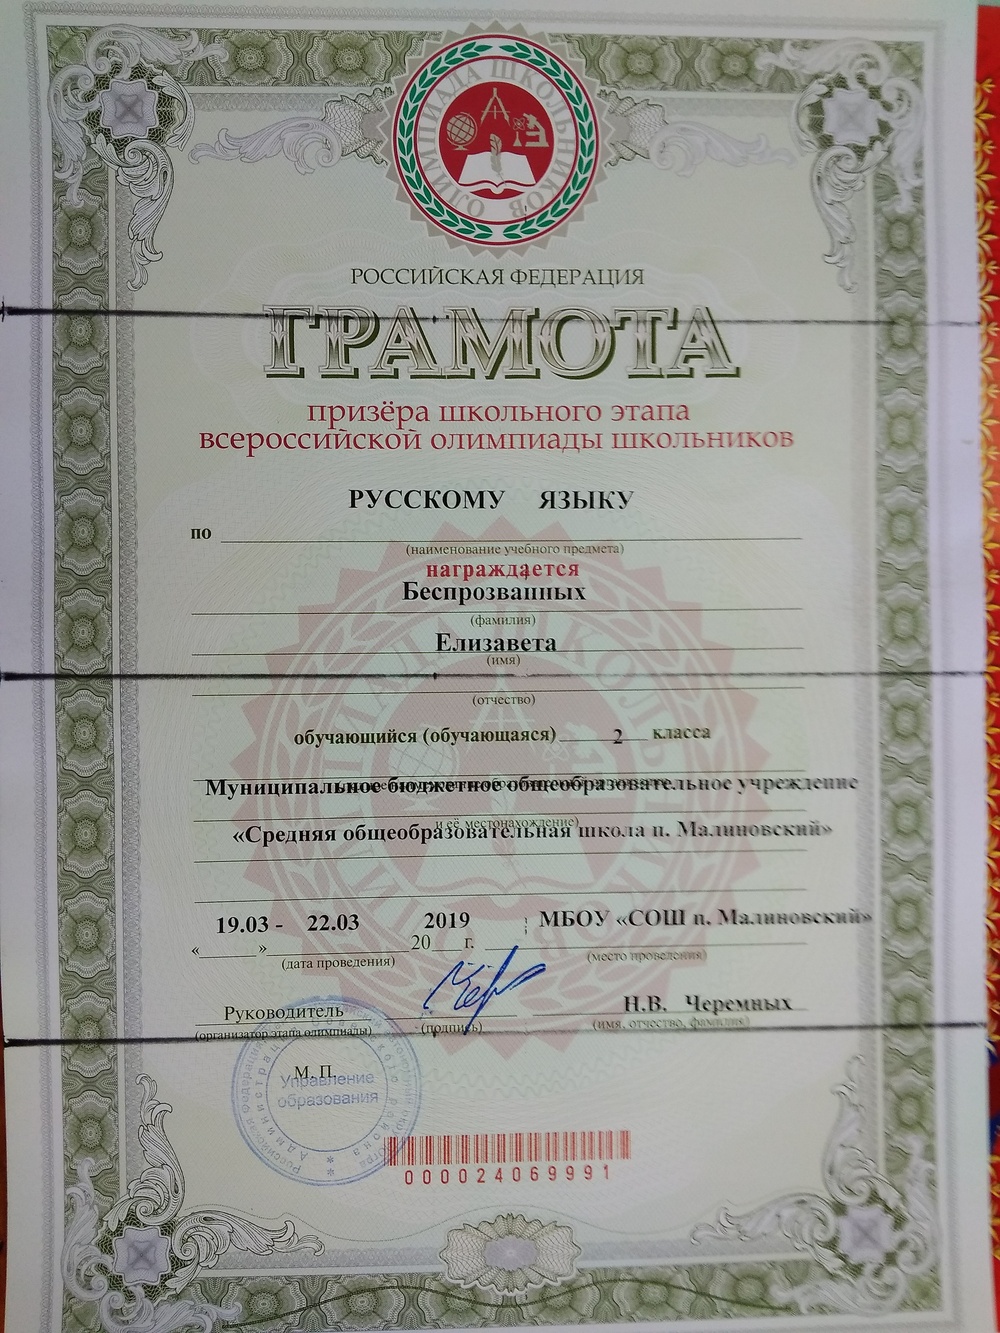 ОЛИМПИАДА ШКОЛЬНИКОВ
РОССИЙСКАЯ ФЕДЕРАЦИЯ
ГРАМОТА
призёра школьного этапа
всероссийской олимпиады школьников
РУССКОМУ ЯЗЫКУ
по
(наименование учебного предмета)
награждается
Беспрозванных
(фамилия)
Елизавета
(имя)
(отчество)
обучающийся (обучающаяся) 2 класса
Муниципальное бюджетное общеобразовательное учреждение
и её местонахождение)
«Средняя общеобразовательная школа п. Малиновский»
19.03 - 22.03 2019 ; МБОУ «СОШ п. Малиновский»
« » 20 г.
(дата проведения) (место проведения)
Руководитель Н.В. Черемных
(организатор этапа олимпиады) (подпись) (имя, отчество, фамилия)
М. П.
Управление
образования
000024069991